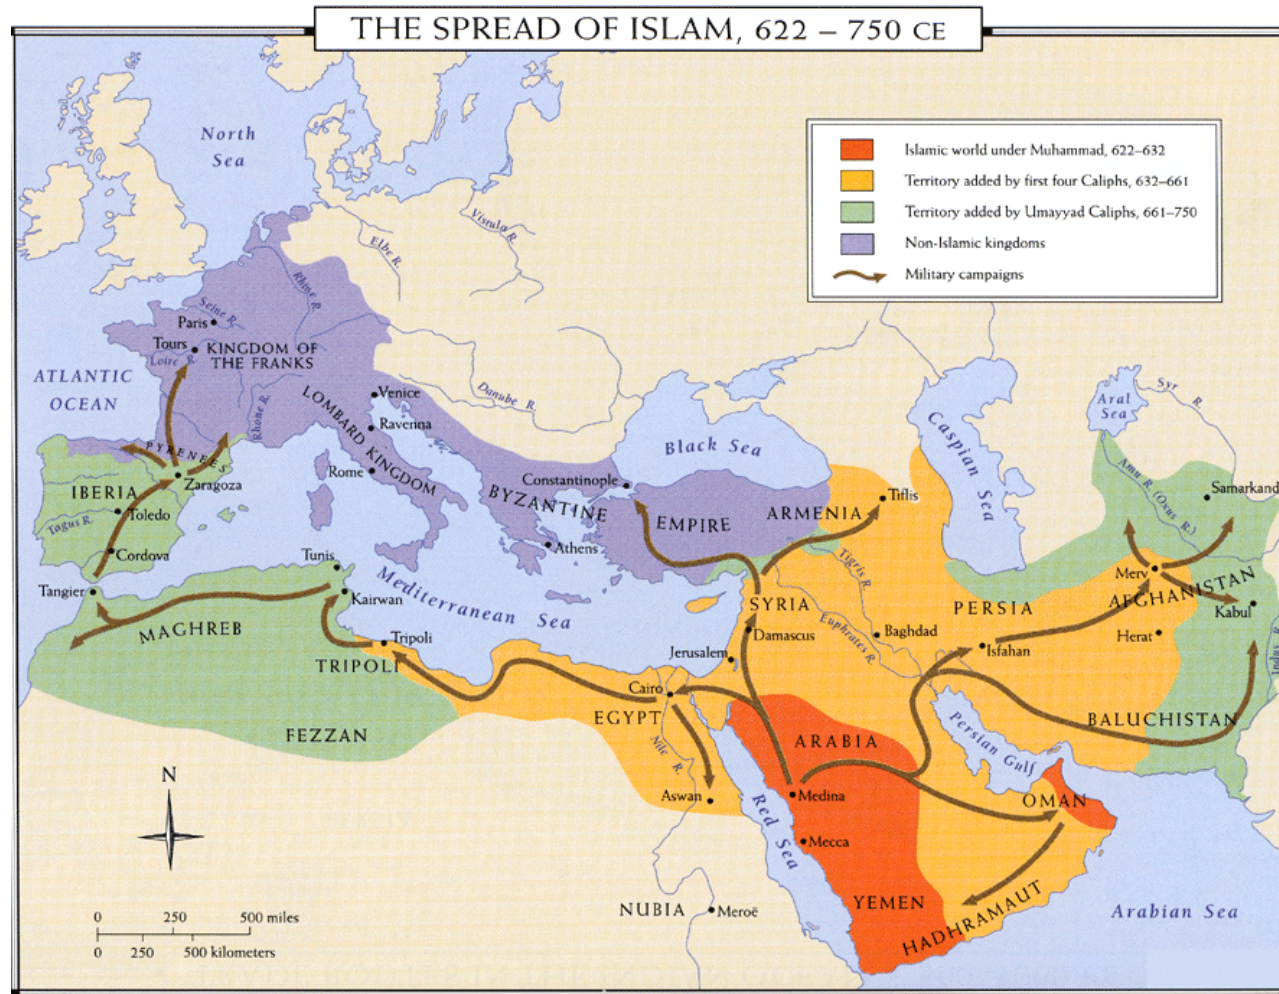 THE SPREAD OF ISLAM, 622 – 750 CE
Islamic world under Muhammad, 622–632
Territory added by first four Caliphs, 632–661
Territory added by Umayyad Caliphs, 661–750
Non-Islamic kingdoms
Military campaigns
North
Sea
Vistula R.
Elbe R.
Rhine R.
Seine R.
Paris
Tours
Loire R.
KINGDOM OF
THE FRANKS
ATLANTIC
OCEAN
Rhone R.
Venice
Ravenna
LOMBARD KINGDOM
Rome
Danube R.
Black Sea
Caspian Sea
Aral
Sea
Syr R.
Amu R. (Oxus R.)
Samarkand
PYRENEES
Zaragoza
IBERIA
Tagus R.
Toledo
Cordova
Tangier
Tunis
Kairwan
MAGHREB
Tripoli
TRIPOLI
FEZZAN
Mediterranean Sea
Constantinople
BYZANTINE
EMPIRE
Athens
ARMENIA
Tiflis
Tigris R.
Euphrates R.
SYRIA
Damascus
Jerusalem
Baghdad
PERSIA
Isfahan
Merv
AFGHANISTAN
Kabul
Herat
BALUCHISTAN
Indus R
Cairo
EGYPT
Nile R.
Aswan
ARABIA
Medina
Mecca
Red Sea
Persian Gulf
OMAN
YEMEN
HADHRAMAUT
NUBIA
Meroë
Arabian Sea
N
0 250 500 miles
0 250 500 kilometers